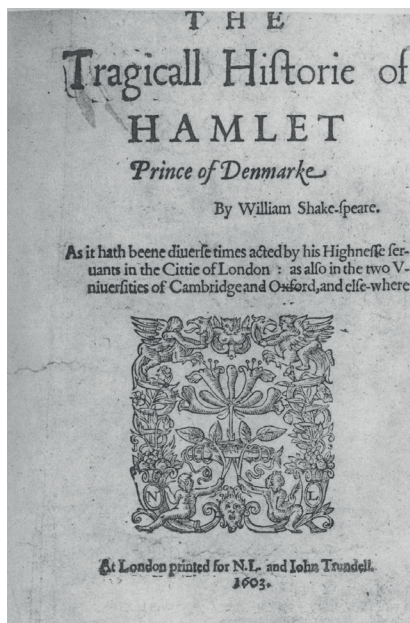 THE
Tragicall Hiſtorie of
HAMLET
Prince of Denmarke
By William Shake-ſpeare.
As it hath beene diuerſe times acted by his Highneſſe ſer-
uants in the Cittie of London : as alſo in the two V-
niuerſities of Cambridge and Oxford, and elſe-where
N L
At London printed for N.L. and Iohn Trundell.
1603.